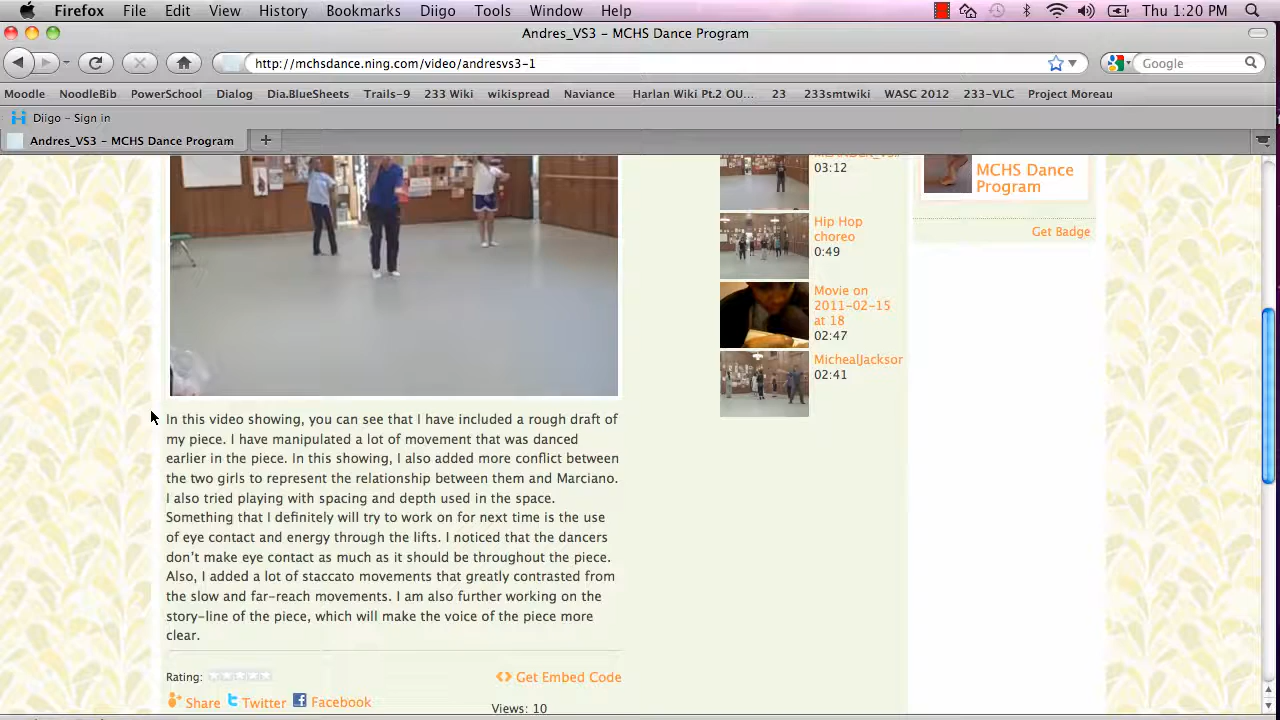 Firefox File Edit View History Bookmarks Diigo Tools Window Help Thu 1:20 PM
Andres_VS3 – MCHS Dance Program
http://mchsdance.ning.com/video/andresvs3-1 Google
Moodle NoodleBib PowerSchool Dialog Dia.BlueSheets Trails-9 233 Wiki wikispread Naviance Harlan Wiki Pt.2 OU... 23 233smtwiki WASC 2012 233-VLC Project Moreau
Diigo - Sign in
Andres_VS3 – MCHS Dance Program
03:12
Hip Hop
choreo
0:49
Movie on
2011-02-15
at 18
02:47
MichealJackson
02:41
MCHS Dance
Program
Get Badge
In this video showing, you can see that I have included a rough draft of
my piece. I have manipulated a lot of movement that was danced
earlier in the piece. In this showing, I also added more conflict between
the two girls to represent the relationship between them and Marciano.
I also tried playing with spacing and depth used in the space.
Something that I definitely will try to work on for next time is the use
of eye contact and energy through the lifts. I noticed that the dancers
don't make eye contact as much as it should be throughout the piece.
Also, I added a lot of staccato movements that greatly contrasted from
the slow and far-reach movements. I am also further working on the
story-line of the piece, which will make the voice of the piece more
clear.
Rating:
Get Embed Code
Share Twitter Facebook
Views: 10